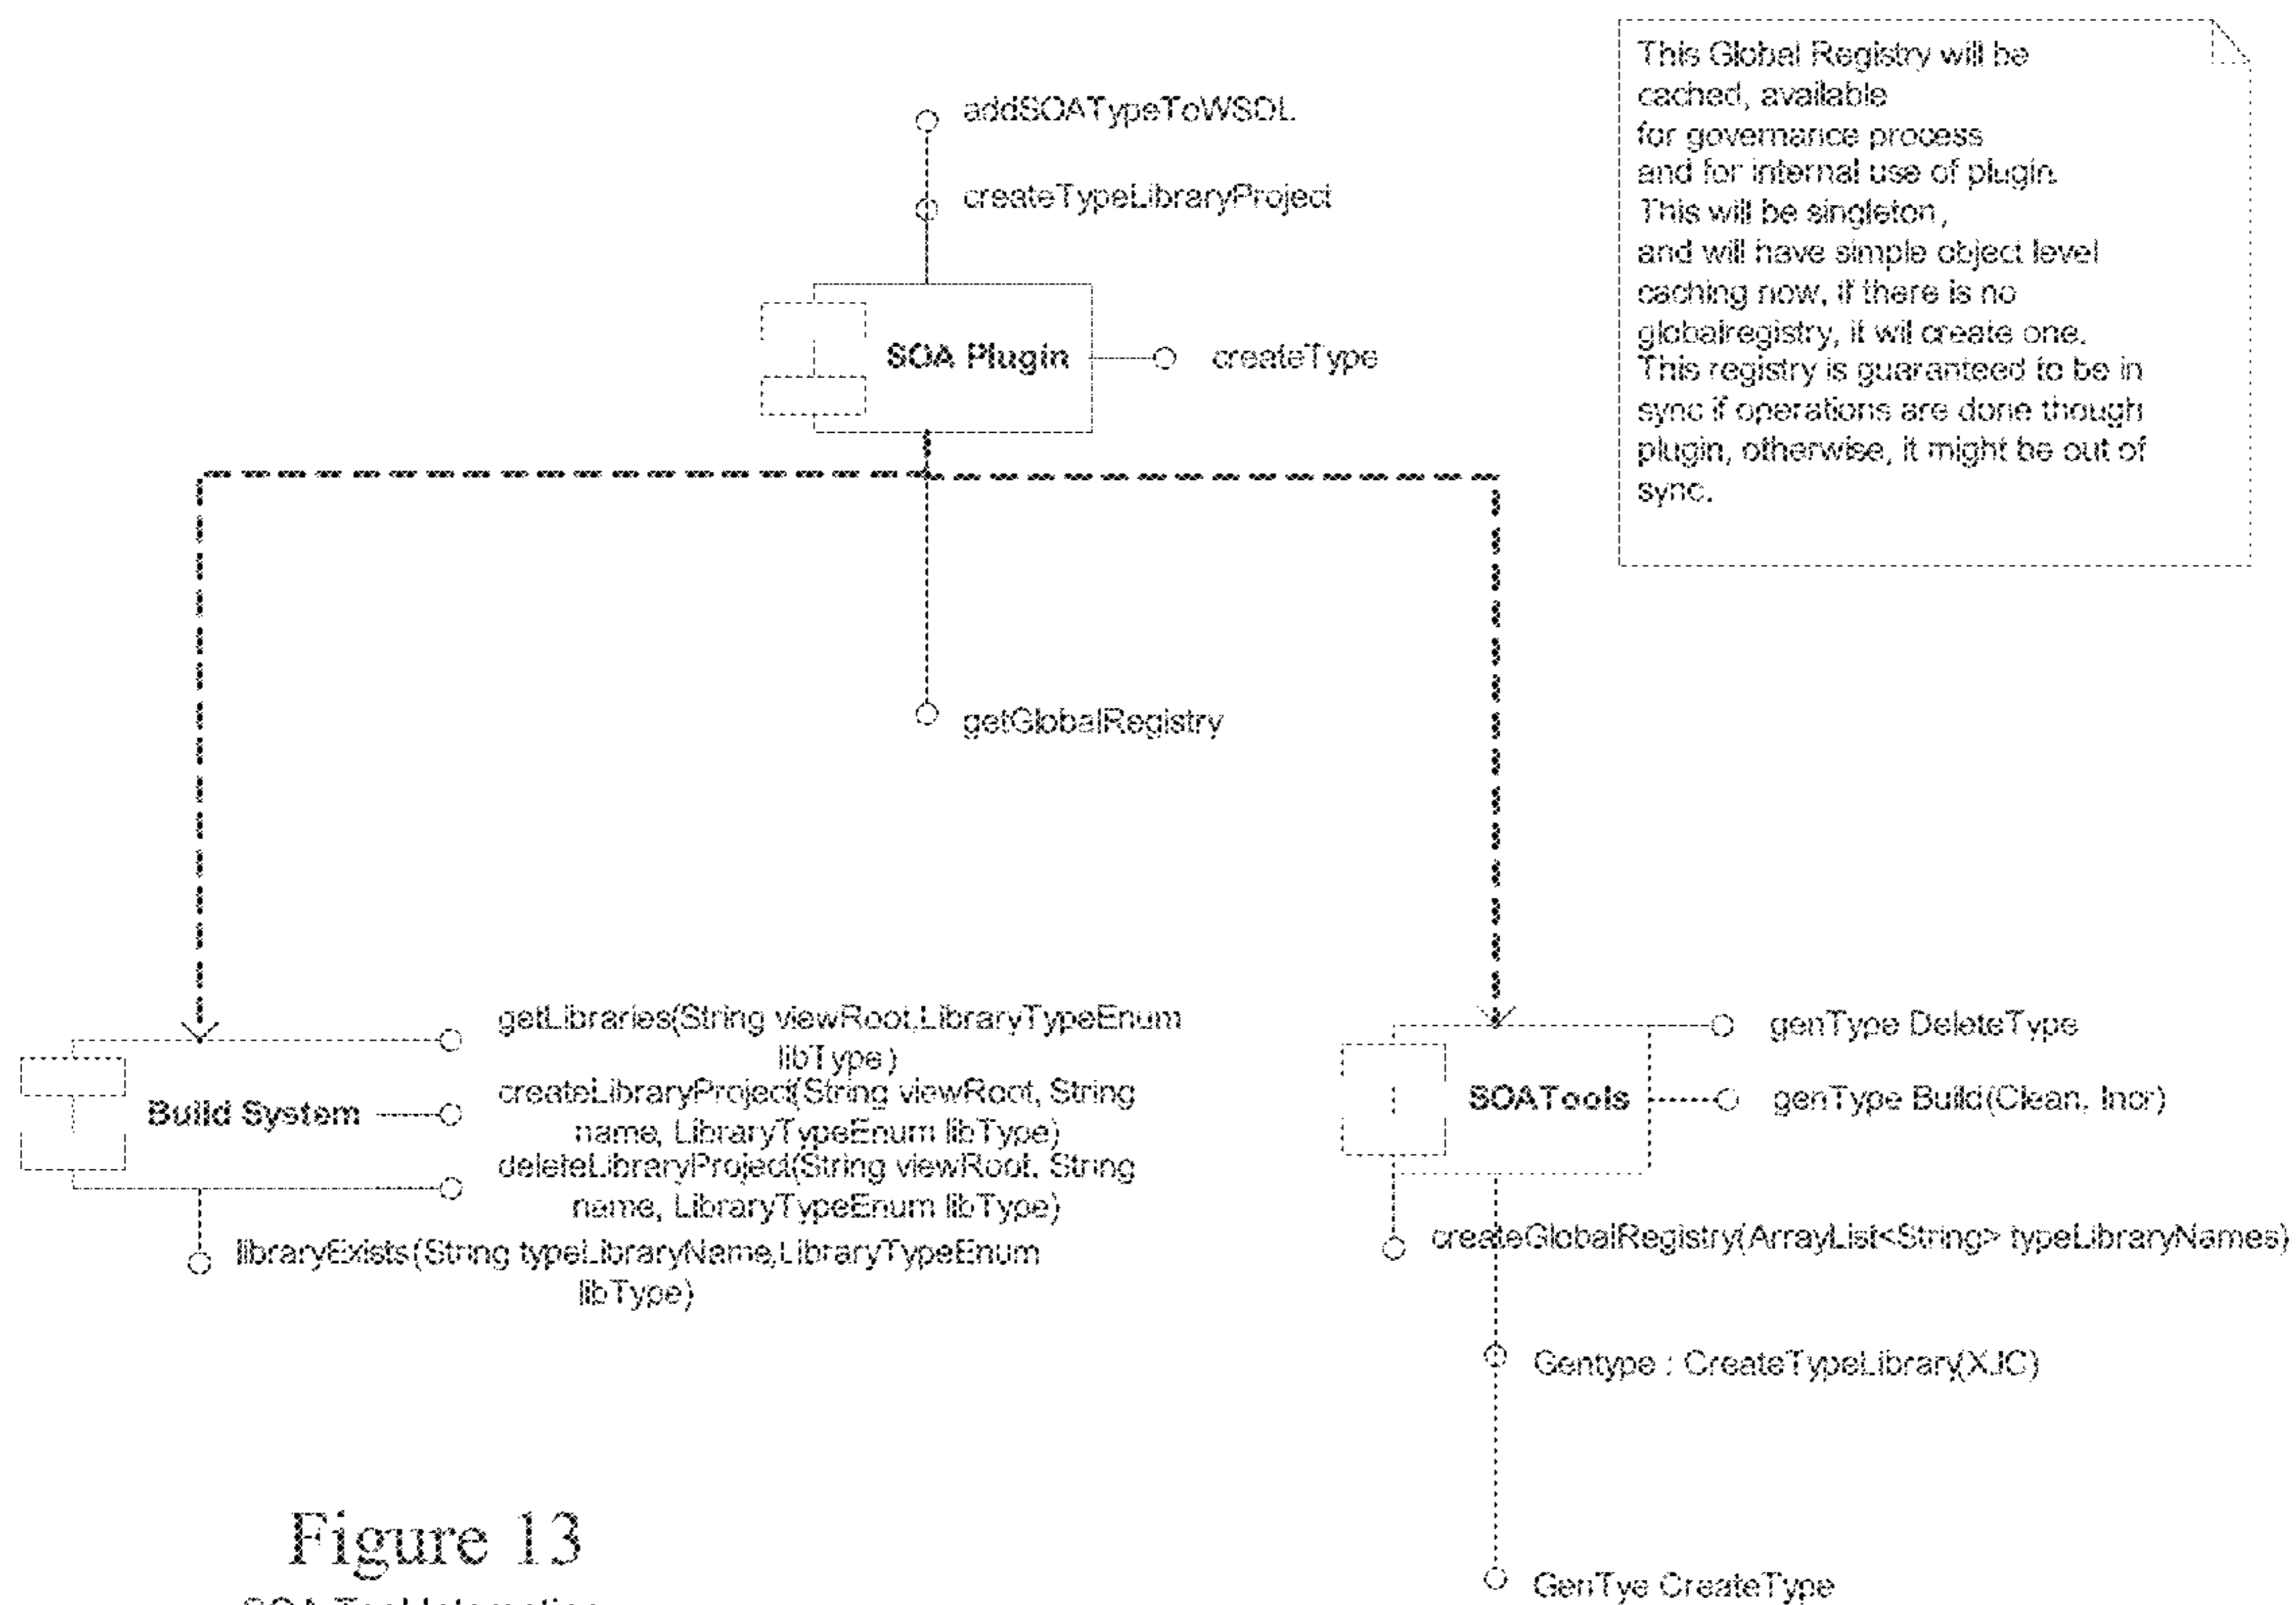 This Global Registry will be
cached, available
for governance process
and for internal use of plugin.
This will be singleton,
and will have simple object level
caching now, if there is no
globalregistry, it will create one.
This registry is guaranteed to be in
sync if operations are done though
plugin, otherwise, it might be out of
sync.
addSOATypeToWSDL
createTypeLibraryProject
SOA Plugin
createType
getGlobalRegistry
getLibraries(String viewRoot,LibraryTypeEnum
libType)
createLibraryProject(String viewRoot, String
name, LibraryTypeEnum libType)
Build System
deleteLibraryProject(String viewRoot, String
name, LibraryTypeEnum libType)
libraryExists(String typeLibraryName,LibraryTypeEnum
libType)
genType DeleteType
SOATools
genType Build(Clean, Incr)
createGlobalRegistry(ArrayList<String> typeLibraryNames)
Gentype : CreateTypeLibrary(XJC)
GenTye CreateType
Figure 13
SOA Tool Interaction